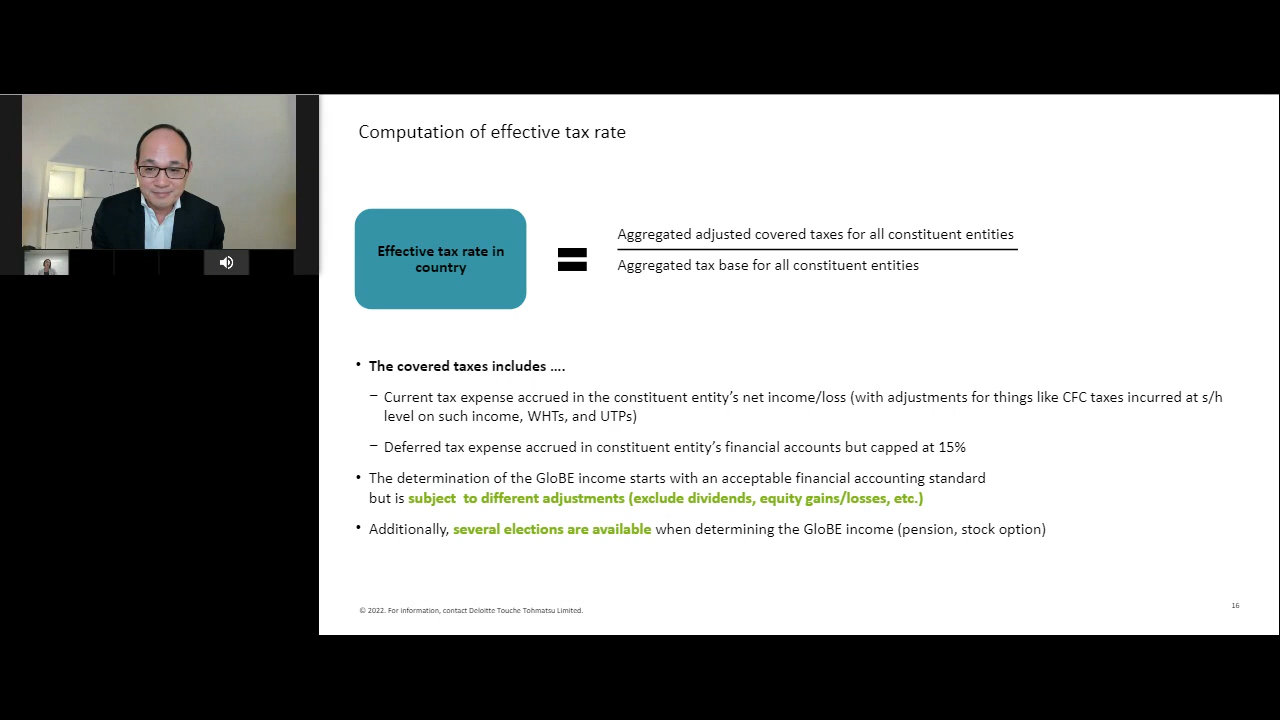 Computation of effective tax rate
Effective tax rate in
country
=
Aggregated adjusted covered taxes for all constituent entities
Aggregated tax base for all constituent entities
• The covered taxes includes ....
– Current tax expense accrued in the constituent entity’s net income/loss (with adjustments for things like CFC taxes incurred at s/h
level on such income, WHTs, and UTPs)
– Deferred tax expense accrued in constituent entity’s financial accounts but capped at 15%
• The determination of the GloBE income starts with an acceptable financial accounting standard
but is subject  to different adjustments (exclude dividends, equity gains/losses, etc.)
• Additionally, several elections are available when determining the GloBE income (pension, stock option)
© 2022. For information, contact Deloitte Touche Tohmatsu Limited.
16